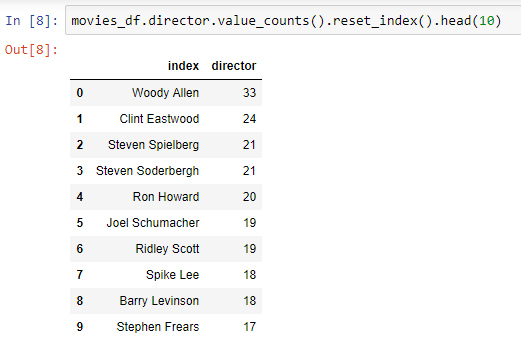 In [8]: movies_df.director.value_counts().reset_index().head(10)
Out[8]:
index director
0 Woody Allen 33
1 Clint Eastwood 24
2 Steven Spielberg 21
3 Steven Soderbergh 21
4 Ron Howard 20
5 Joel Schumacher 19
6 Ridley Scott 19
7 Spike Lee 18
8 Barry Levinson 18
9 Stephen Frears 17